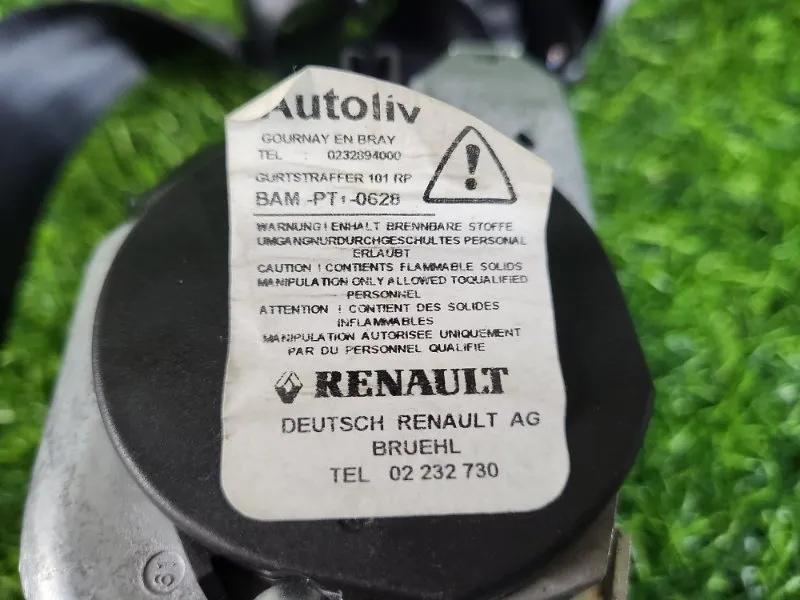 Autoliv
GOURNAY EN BRAY
TEL : 0232894000
GURTSTRAFFER 101 RP
BAM -PT1-0628
WARNUNG! ENHALT BRENNBARE STOFFE
UMGANGNURDURCHGESCHULTES PERSONAL
ERLAUBT
CAUTION ! CONTIENTS FLAMMABLE SOLIDS
MANIPULATION ONLY ALLOWED TOQUALIFIED
PERSONNEL
ATTENTION ! CONTIENT DES SOLIDES
INFLAMMABLES
MANIPULATION AUTORISEE UNIQUEMENT
PAR DU PERSONNEL QUALIFIE
RENAULT
DEUTSCH RENAULT AG
BRUEHL
TEL 02 232 730